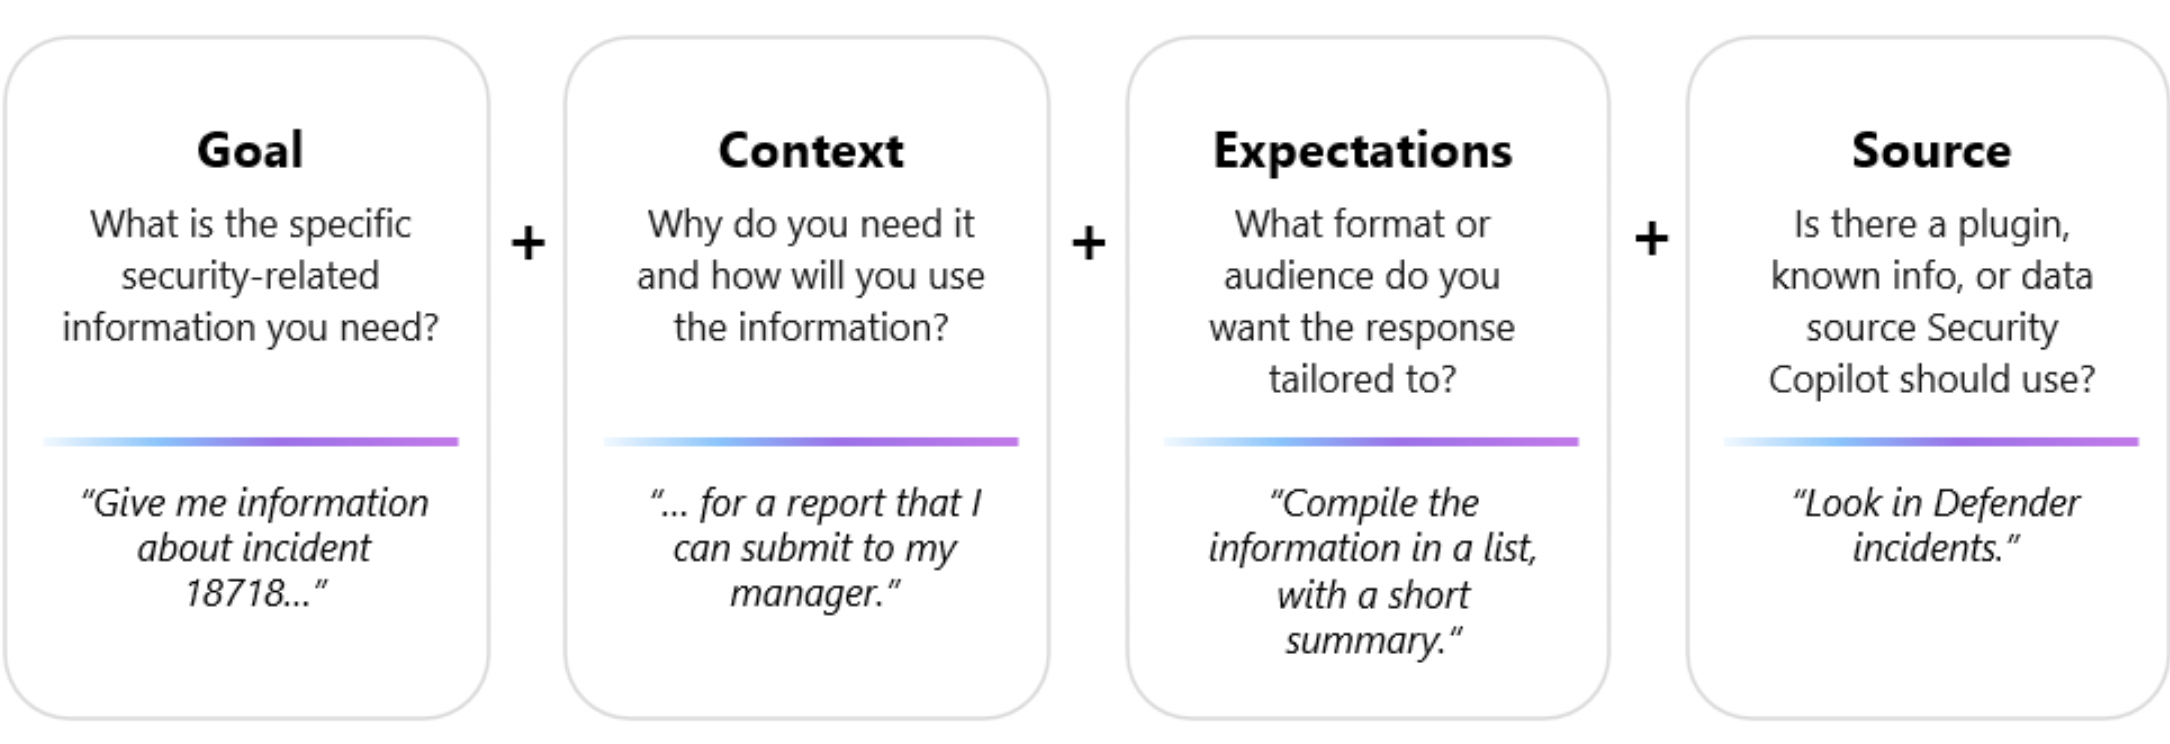 Goal
What is the specific
security-related
information you need?
“Give me information
about incident
18718...”
+
Context
Why do you need it
and how will you use
the information?
“... for a report that I
can submit to my
manager.”
+
Expectations
What format or
audience do you
want the response
tailored to?
“Compile the
information in a list,
with a short
summary.“
+
Source
Is there a plugin,
known info, or data
source Security
Copilot should use?
“Look in Defender
incidents.”